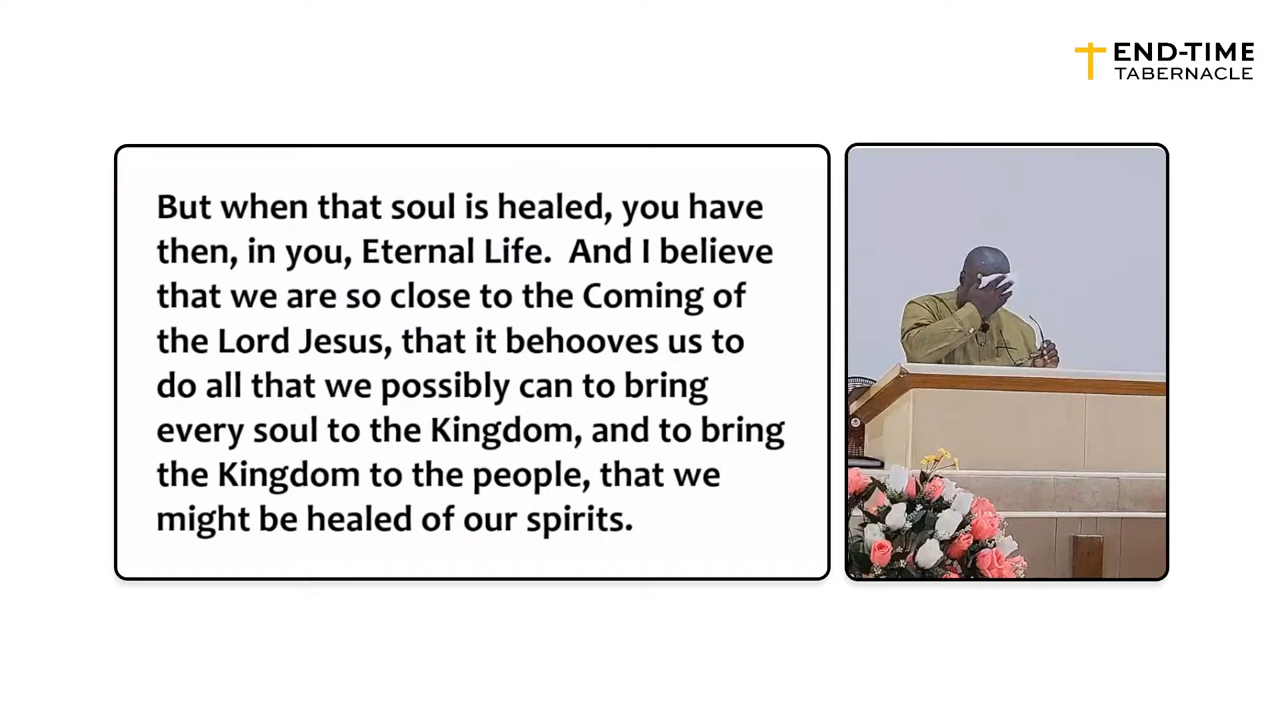 END-TIME
TABERNACLE
But when that soul is healed, you have
then, in you, Eternal Life.  And I believe
that we are so close to the Coming of
the Lord Jesus, that it behooves us to
do all that we possibly can to bring
every soul to the Kingdom, and to bring
the Kingdom to the people, that we
might be healed of our spirits.